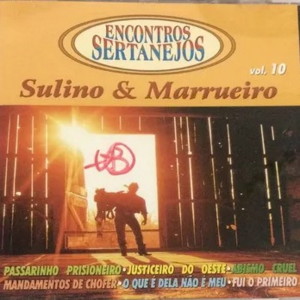 ENCONTROS
SERTANEJOS
Sulino & Marrueiro
vol. 10
PASSARINHO PRISIONEIRO • JUSTICEIRO DO OESTE • ABISMO CRUEL
MANDAMENTOS DE CHOFER • O QUE E DELA NÃO E MEU • FUI O PRIMEIRO